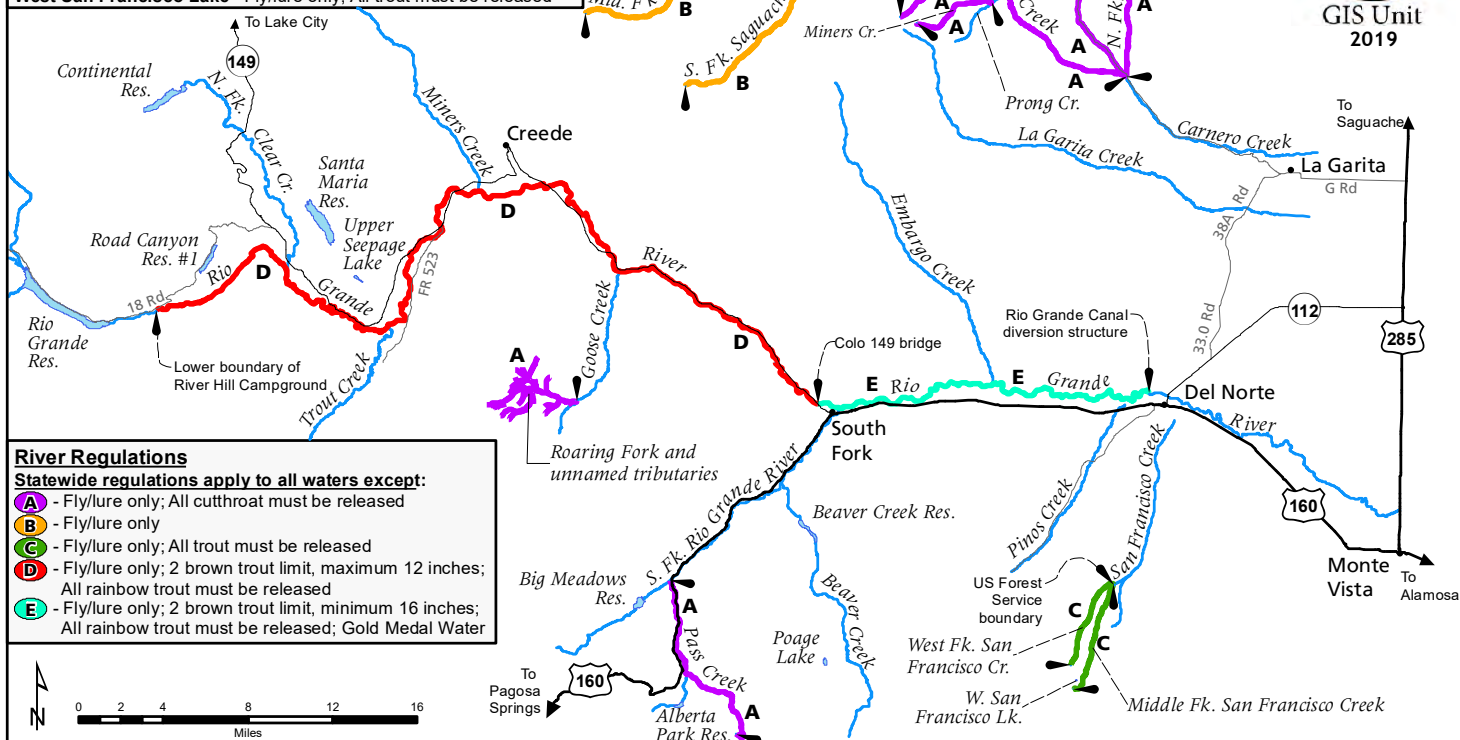 West San Francisco Lake - Fly/lure only; All trout must be released
GIS Unit
2019
To Lake City
149
Continental
Res.
N. Fk.
Clear Cr.
Miners Creek
Creede
Santa
Maria
Res.
Upper
Seepage
Lake
Road Canyon
Res. #1
18 Rd
Rio
D
Grande
FR 523
D
River
D
Rio
Grande
Res.
Lower boundary of
River Hill Campground
Trout Creek
Goose Creek
A
Roaring Fork and
unnamed tributaries
B
S. Fk. Saguach
B
Miners Cr.
A
A
Creek
A
A
N. Fk
A
Prong Cr.
La Garita Creek
Carnero Creek
To
Saguache
La Garita
G Rd
38A Rd
33.0 Rd
112
285
Embargo Creek
Rio Grande Canal
diversion structure
Colo 149 bridge
E
Rio
E
Grande
Del Norte
River
South
Fork
160
Monte
Vista
To
Alamosa
Pinos Creek
San Francisco Creek
US Forest
Service
boundary
C
C
West Fk. San
Francisco Cr.
W. San
Francisco Lk.
Middle Fk. San Francisco Creek
S. Fk. Rio Grande River
Beaver Creek Res.
Beaver Creek
Big Meadows
Res.
A
Pass Creek
A
Poage
Lake
Alberta
Park Res.
160
To
Pagosa
Springs
River Regulations
Statewide regulations apply to all waters except:
A - Fly/lure only; All cutthroat must be released
B - Fly/lure only
C - Fly/lure only; All trout must be released
D - Fly/lure only; 2 brown trout limit, maximum 12 inches;
All rainbow trout must be released
E - Fly/lure only; 2 brown trout limit, minimum 16 inches;
All rainbow trout must be released; Gold Medal Water
N
0 2 4 8 12 16
Miles